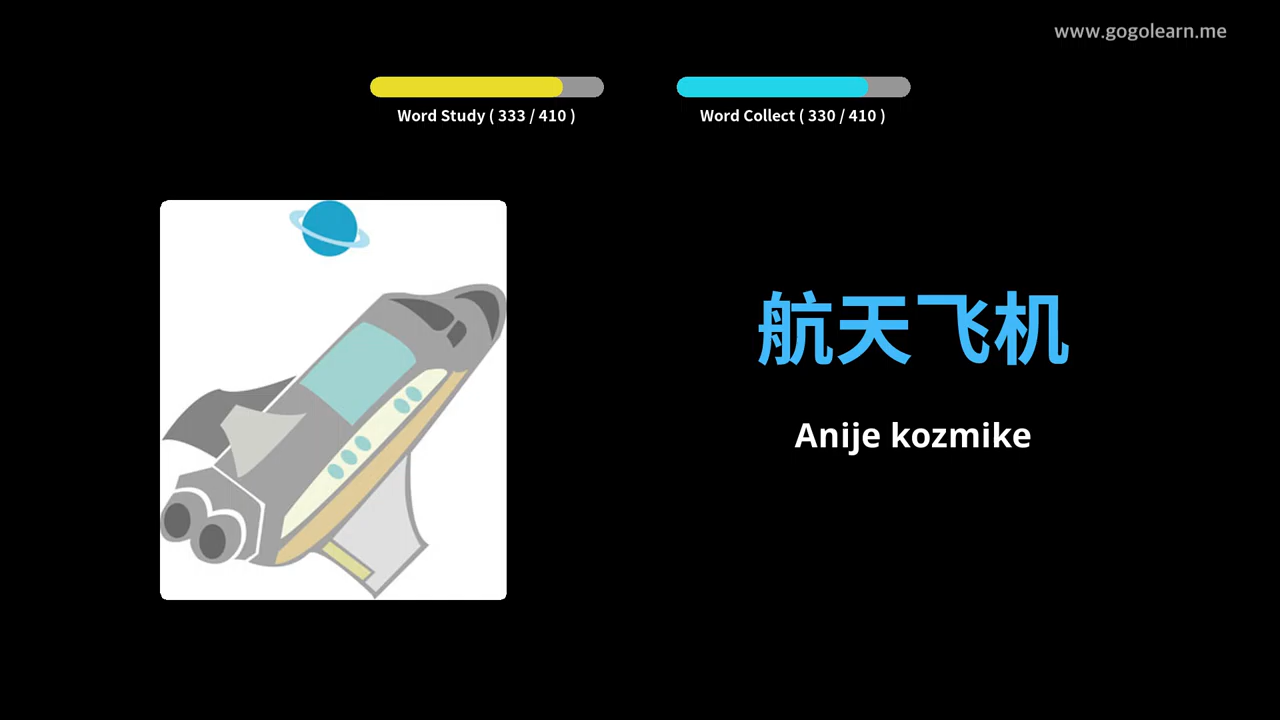 www.gogolearn.me
Word Study ( 333 / 410 )
Word Collect ( 330 / 410 )
航天飞机
Anije kozmike